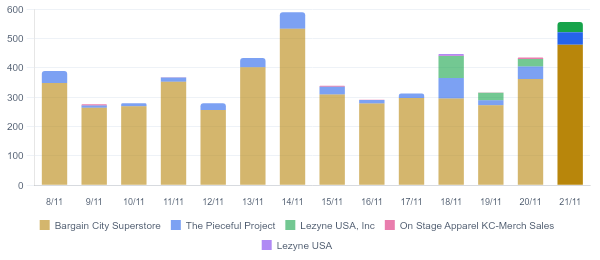 600
500
400
300
200
100
0
8/11 9/11 10/11 11/11 12/11 13/11 14/11 15/11 16/11 17/11 18/11 19/11 20/11 21/11
Bargain City Superstore The Pieceful Project Lezyne USA, Inc On Stage Apparel KC-Merch Sales
Lezyne USA